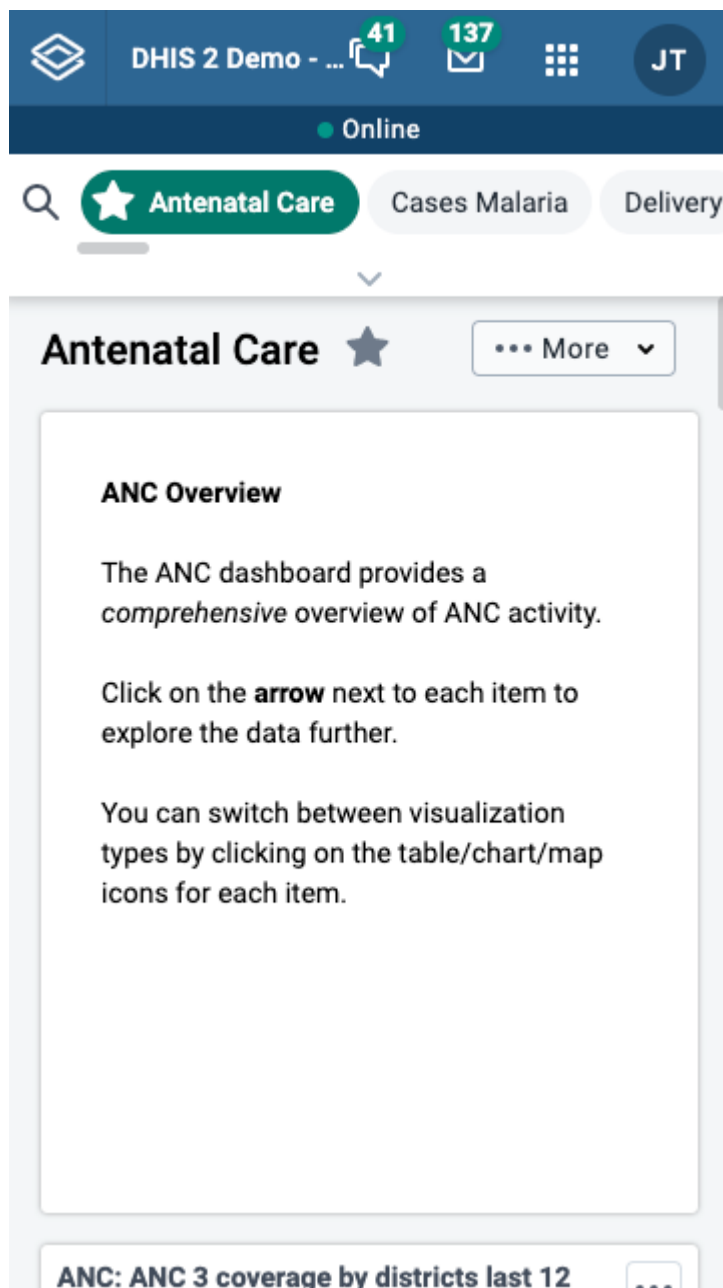 DHIS 2 Demo - ...
41
137
JT
Online
Antenatal Care
Cases Malaria
Delivery
Antenatal Care
More
ANC Overview
The ANC dashboard provides a
comprehensive overview of ANC activity.
Click on the arrow next to each item to
explore the data further.
You can switch between visualization
types by clicking on the table/chart/map
icons for each item.
ANC: ANC 3 coverage by districts last 12